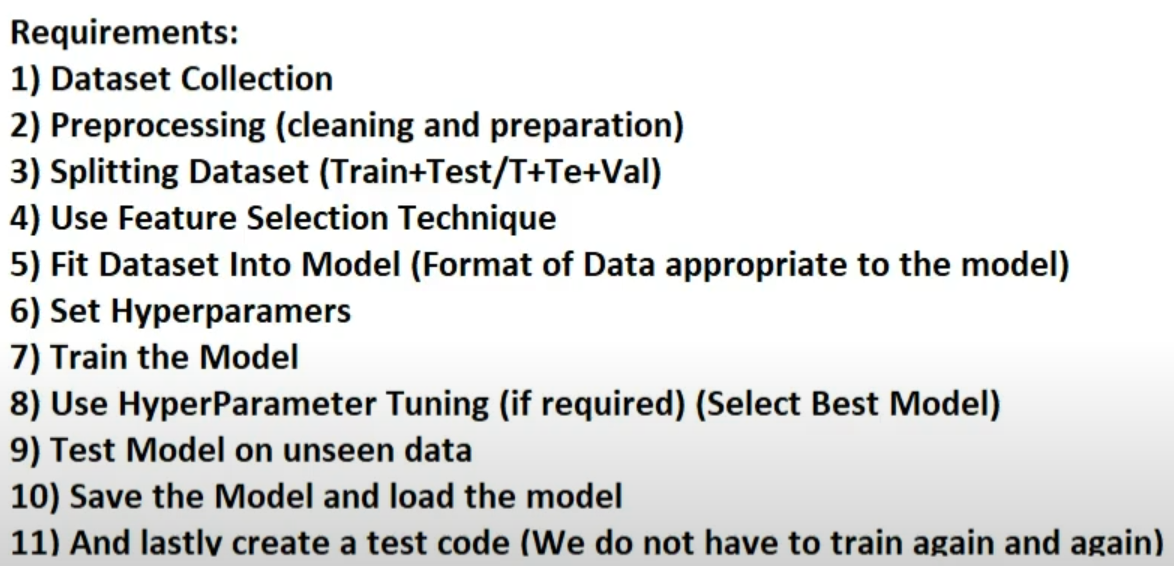 Requirements:
1) Dataset Collection
2) Preprocessing (cleaning and preparation)
3) Splitting Dataset (Train+Test/T+Te+Val)
4) Use Feature Selection Technique
5) Fit Dataset Into Model (Format of Data appropriate to the model)
6) Set Hyperparamers
7) Train the Model
8) Use HyperParameter Tuning (if required) (Select Best Model)
9) Test Model on unseen data
10) Save the Model and load the model
11) And lastly create a test code (We do not have to train again and again)